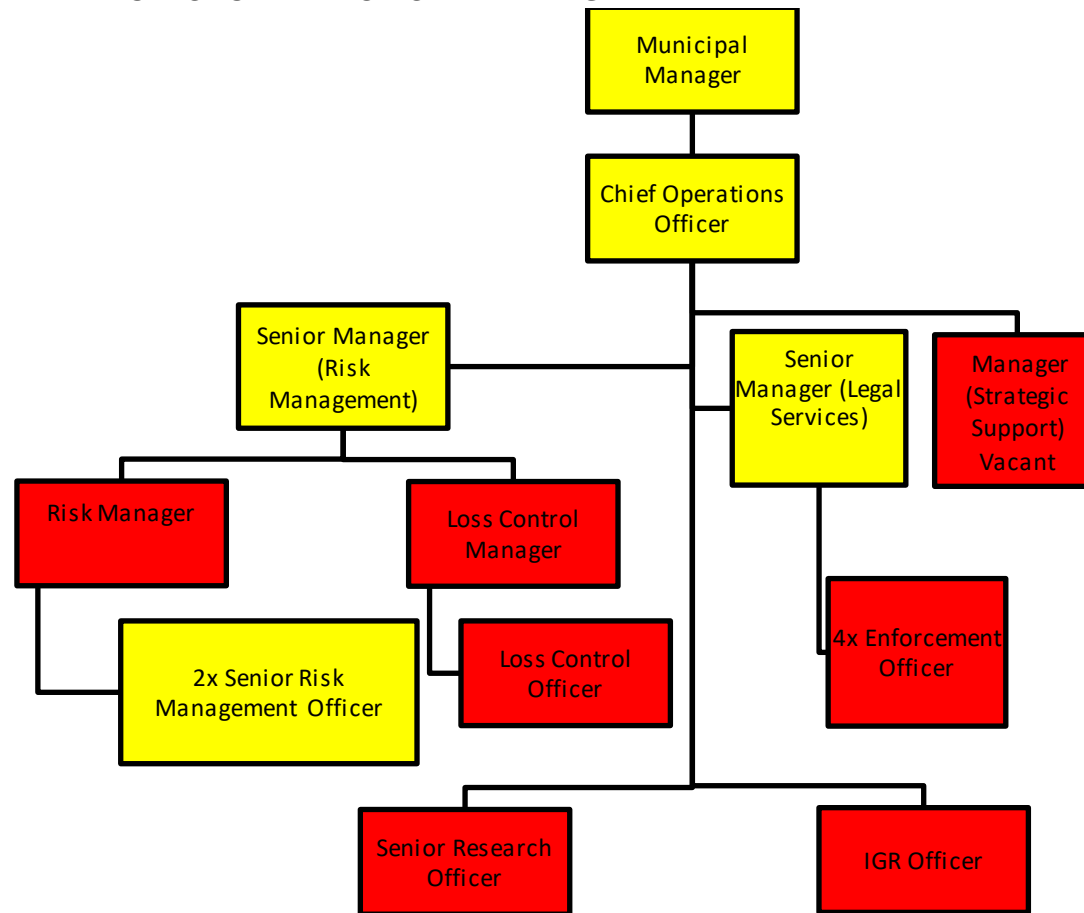 Municipal
Manager
Chief Operations
Officer
Senior Manager
(Risk
Management)
Senior
Manager (Legal
Services)
Manager
(Strategic
Support)
Vacant
Risk Manager
Loss Control
Manager
2x Senior Risk
Management Officer
Loss Control
Officer
4x Enforcement
Officer
Senior Research
Officer
IGR Officer